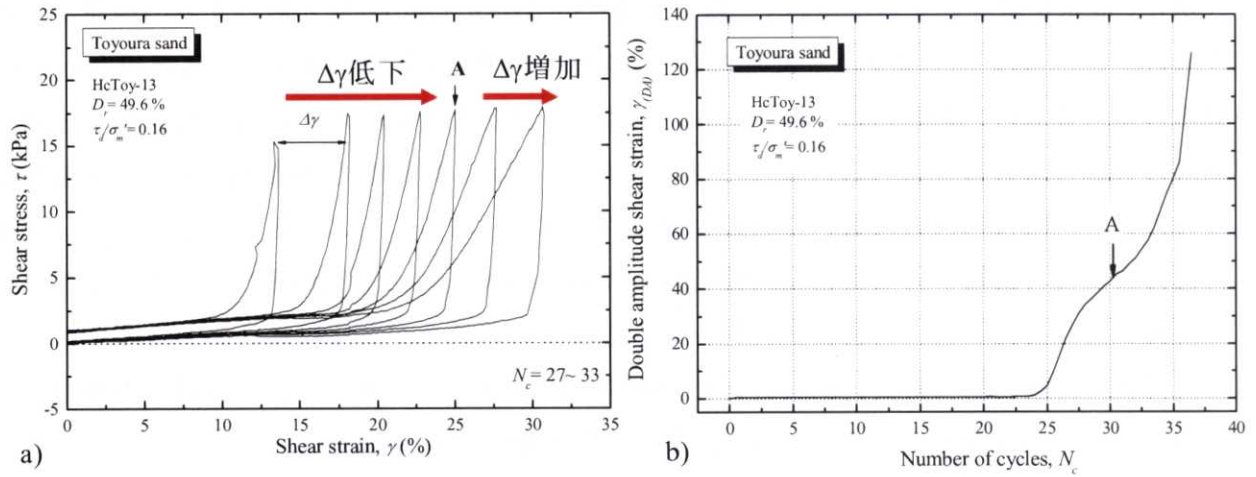 25
20
15
10
5
0
-5
Shear stress, τ (kPa)
Toyoura sand
HcToy-13
D_r = 49.6 %
τ_d/σ_m' = 0.16
Δγ低下
A
Δγ増加
Δγ
N_c = 27~ 33
0 5 10 15 20 25 30 35
Shear strain, γ (%)
a)
140
120
100
80
60
40
20
0
Double amplitude shear strain, γ_(DA) (%)
Toyoura sand
HcToy-13
D_r = 49.6 %
τ_d/σ_m' = 0.16
A
0 5 10 15 20 25 30 35 40
Number of cycles, N_c
b)